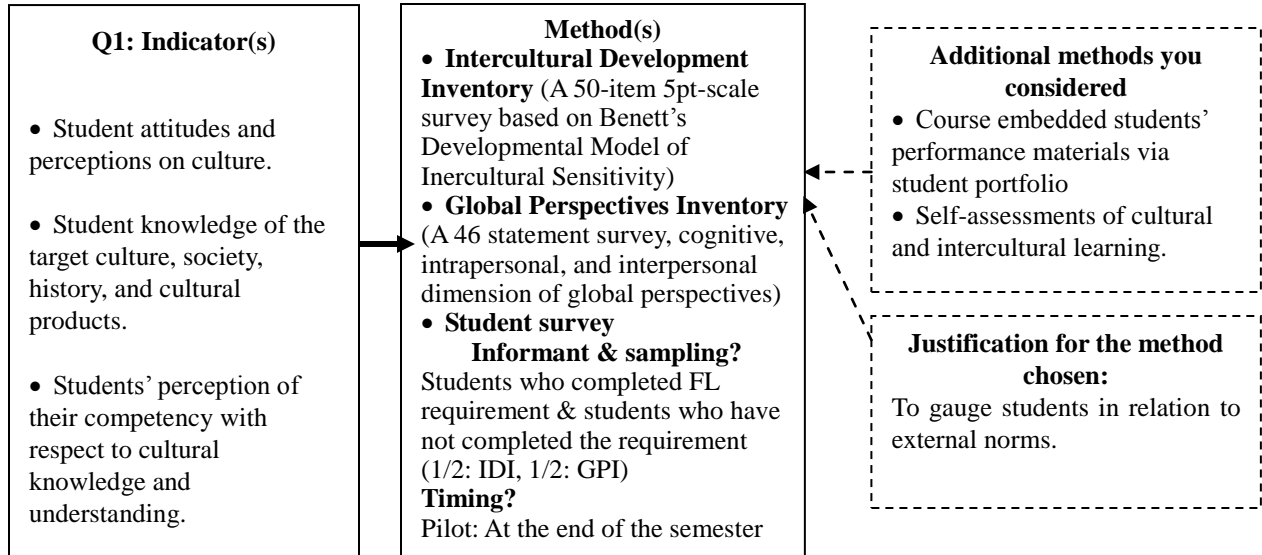 Q1: Indicator(s)
• Student attitudes and
perceptions on culture.
• Student knowledge of the
target culture, society,
history, and cultural
products.
• Students’ perception of
their competency with
respect to cultural
knowledge and
understanding.
Method(s)
• Intercultural Development
Inventory (A 50-item 5pt-scale
survey based on Benett’s
Developmental Model of
Inercultural Sensitivity)
• Global Perspectives Inventory
(A 46 statement survey, cognitive,
intrapersonal, and interpersonal
dimension of global perspectives)
• Student survey
Informant & sampling?
Students who completed FL
requirement & students who have
not completed the requirement
(1/2: IDI, 1/2: GPI)
Timing?
Pilot: At the end of the semester
Additional methods you
considered
• Course embedded students’
performance materials via
student portfolio
• Self-assessments of cultural
and intercultural learning.
Justification for the method
chosen:
To gauge students in relation to
external norms.